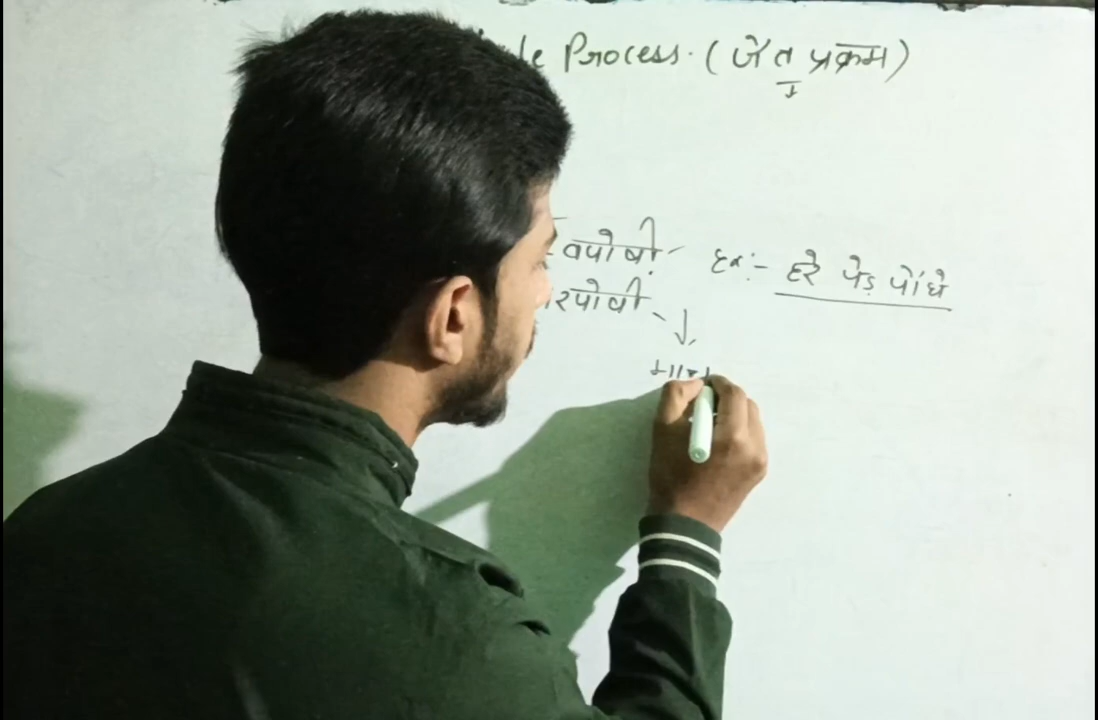 Process. (जैव प्रक्रम)
वपोषी Ex:- हरे पेड़ पौधे
रपोषी